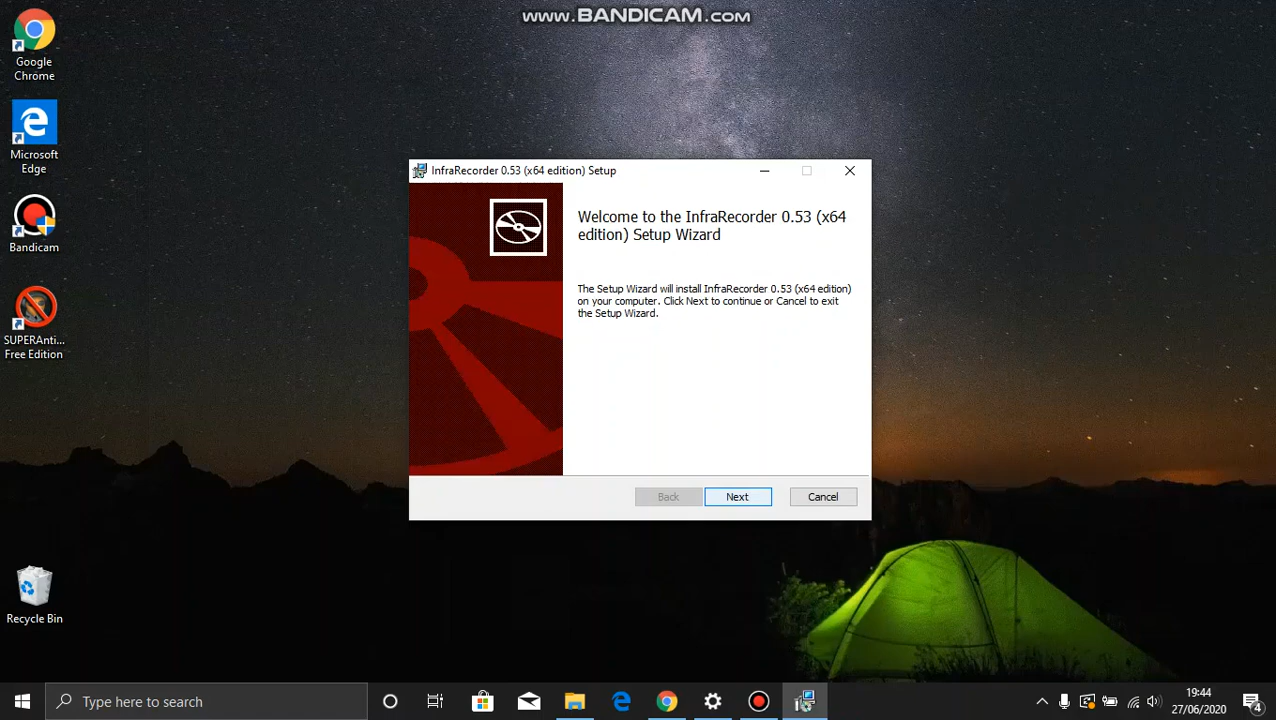 www.BANDICAM.com
Google
Chrome
Microsoft
Edge
Bandicam
SUPERAnti...
Free Edition
Recycle Bin
InfraRecorder 0.53 (x64 edition) Setup
Welcome to the InfraRecorder 0.53 (x64
edition) Setup Wizard
The Setup Wizard will install InfraRecorder 0.53 (x64 edition)
on your computer. Click Next to continue or Cancel to exit
the Setup Wizard.
Back
Next
Cancel
Type here to search
19:44
27/06/2020
4